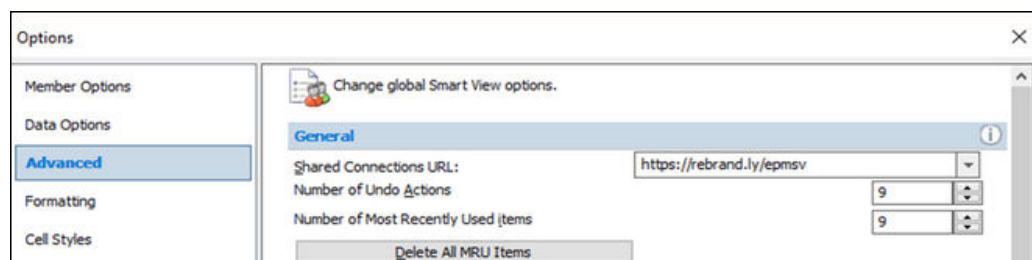 Options
Member Options
Data Options
Advanced
Formatting
Cell Styles
Change global Smart View options.
General
Shared Connections URL: https://rebrand.ly/epmsv
Number of Undo Actions 9
Number of Most Recently Used items 9
Delete All MRU Items